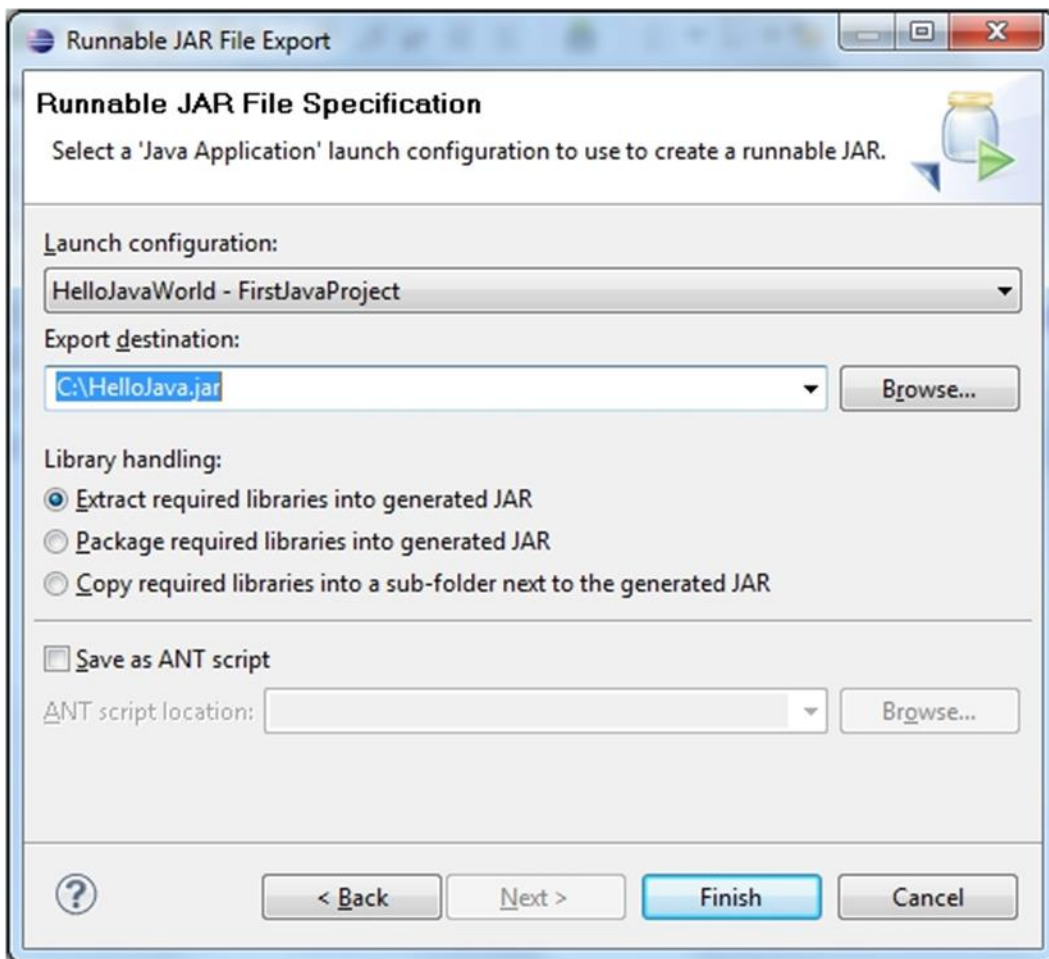 Runnable JAR File Export
Runnable JAR File Specification
Select a 'Java Application' launch configuration to use to create a runnable JAR.
Launch configuration:
HelloJavaWorld - FirstJavaProject
Export destination:
C:\HelloJava.jar
Browse...
Library handling:
Extract required libraries into generated JAR
Package required libraries into generated JAR
Copy required libraries into a sub-folder next to the generated JAR
Save as ANT script
ANT script location:
Browse...
< Back
Next >
Finish
Cancel